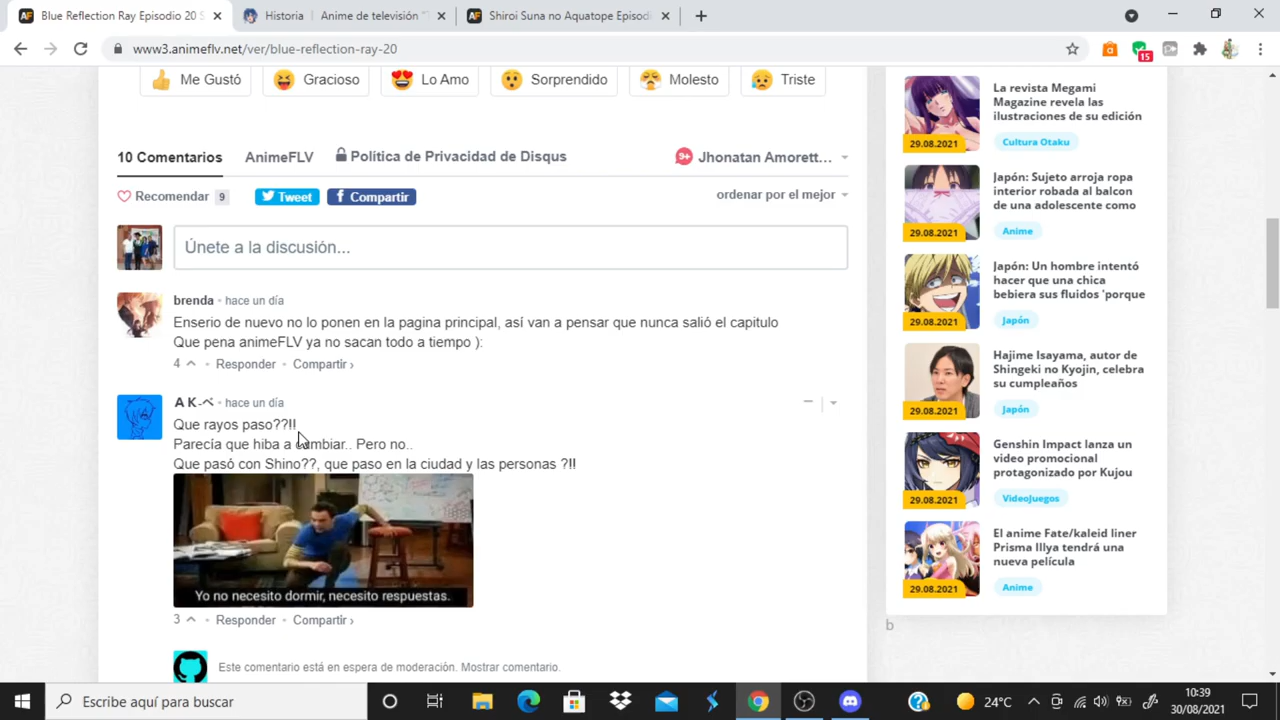 Blue Reflection Ray Episodio 20 S
Historia | Anime de televisión "T
Shiroi Suna no Aquatope Episodi
www3.animeflv.net/ver/blue-reflection-ray-20
15
Me Gustó
Gracioso
Lo Amo
Sorprendido
Molesto
Triste
10 Comentarios
AnimeFLV
Política de Privacidad de Disqus
9+
Jhonatan Amorett...
Recomendar 9
Tweet
f Compartir
ordenar por el mejor
Únete a la discusión...
brenda • hace un día
Enserio de nuevo no lo ponen en la pagina principal, así van a pensar que nunca salió el capitulo
Que pena animeFLV ya no sacan todo a tiempo ):
4 • Responder • Compartir ›
A K-ペ • hace un día
Que rayos paso??!!
Parecía que hiba a cambiar.. Pero no..
Que pasó con Shino??, que paso en la ciudad y las personas ?!!
Yo no necesito dormir, necesito respuestas.
3 • Responder • Compartir ›
Este comentario está en espera de moderación. Mostrar comentario.
La revista Megami
Magazine revela las
ilustraciones de su edición
29.08.2021
Cultura Otaku
Japón: Sujeto arroja ropa
interior robada al balcon
de una adolescente como
29.08.2021
Anime
Japón: Un hombre intentó
hacer que una chica
bebiera sus fluidos 'porque
29.08.2021
Japón
Hajime Isayama, autor de
Shingeki no Kyojin, celebra
su cumpleaños
29.08.2021
Japón
Genshin Impact lanza un
video promocional
protagonizado por Kujou
29.08.2021
VideoJuegos
El anime Fate/kaleid liner
Prisma Illya tendrá una
nueva película
29.08.2021
Anime
b
Escribe aquí para buscar
24°C
10:39
30/08/2021